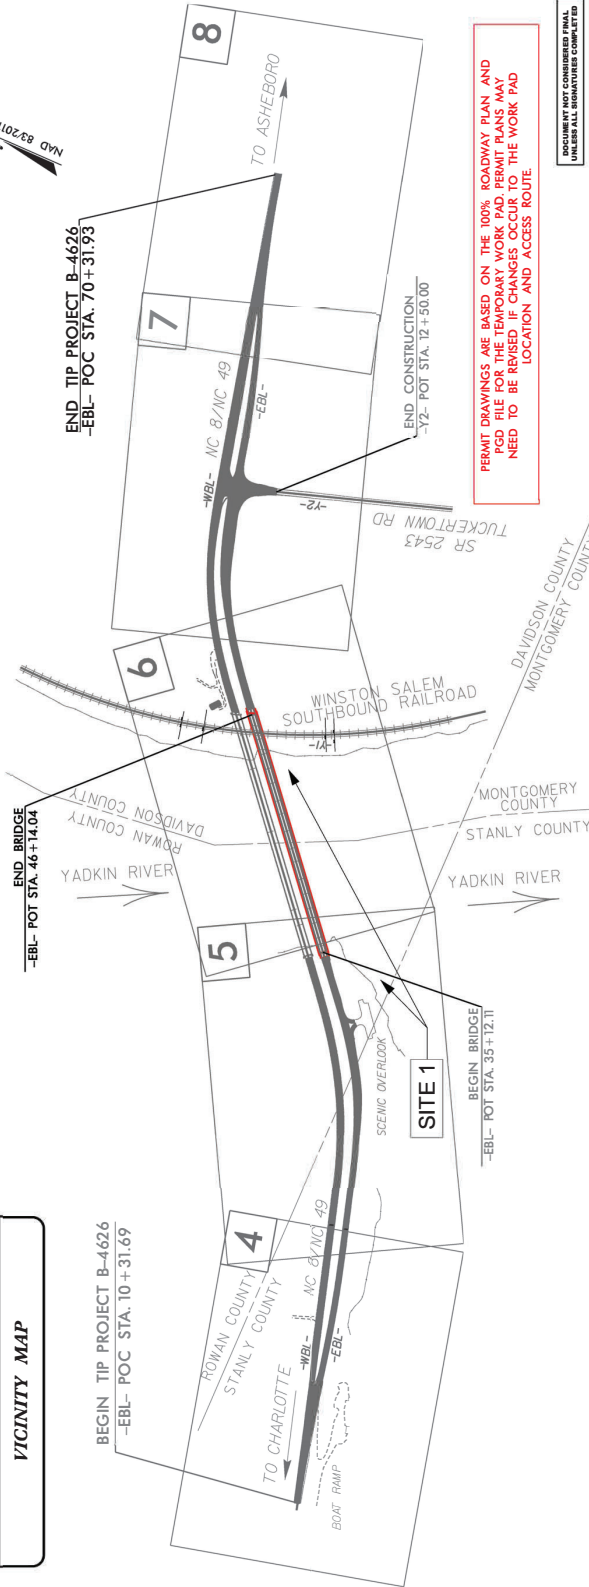 VICINITY MAP
BEGIN TIP PROJECT B-4626
-EBL- POC STA. 10+31.69
TO CHARLOTTE
ROWAN COUNTY
STANLY COUNTY
-WBL-
NC 8/NC 49
-EBL-
BOAT RAMP
4
SCENIC OVERLOOK
SITE 1
BEGIN BRIDGE
-EBL- POT STA. 35+12.11
5
YADKIN RIVER
YADKIN RIVER
END BRIDGE
-EBL- POT STA. 46+14.04
ROWAN COUNTY
DAVIDSON COUNTY
MONTGOMERY
COUNTY
STANLY COUNTY
-Y1-
WINSTON SALEM
SOUTHBOUND RAILROAD
6
DAVIDSON COUNTY
MONTGOMERY COUNTY
SR 2543
TUCKERTOWN RD
-Y2-
END CONSTRUCTION
-Y2- POT STA. 12+50.00
-WBL-
NC 8/NC 49
-EBL-
7
END TIP PROJECT B-4626
-EBL- POC STA. 70+31.93
TO ASHEBORO
8
NAD 83/201
PERMIT DRAWINGS ARE BASED ON THE 100% ROADWAY PLAN AND
PGD FILE FOR THE TEMPORARY WORK PAD. PERMIT PLANS MAY
NEED TO BE REVISED IF CHANGES OCCUR TO THE WORK PAD
LOCATION AND ACCESS ROUTE.
DOCUMENT NOT CONSIDERED FINAL
UNLESS ALL SIGNATURES COMPLETED